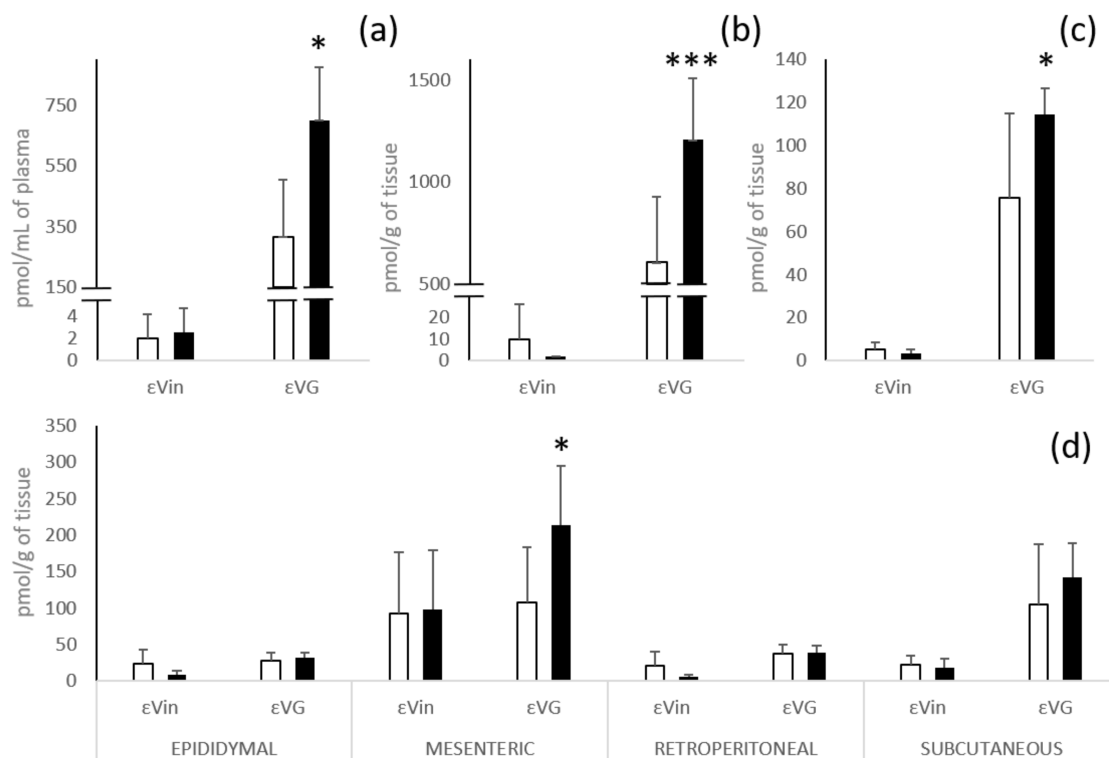 (a)
*
pmol/mL of plasma
750
550
350
150
4
2
0
εVin εVG
(b)
***
pmol/g of tissue
1500
1000
500
20
10
0
εVin εVG
(c)
*
pmol/g of tissue
140
120
100
80
60
40
20
0
εVin εVG
(d)
*
pmol/g of tissue
350
300
250
200
150
100
50
0
εVin εVG εVin εVG εVin εVG εVin εVG
EPIDIDYMAL MESENTERIC RETROPERITONEAL SUBCUTANEOUS